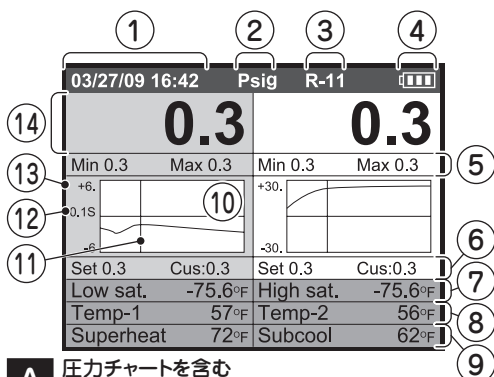 ① ② ③ ④
03/27/09 16:42 Psig R-11
⑭ 0.3 0.3
Min 0.3 Max 0.3 Min 0.3 Max 0.3 ⑤
⑬ +6. ⑩ +30.
⑫ 0.1S
⑪ -6 -30.
Set 0.3 Cus:0.3 Set 0.3 Cus:0.3 ⑥
Low sat. -75.6°F High sat. -75.6°F ⑦
Temp-1 57°F Temp-2 56°F ⑧
Superheat 72°F Subcool 62°F ⑨
A 圧力チャートを含む